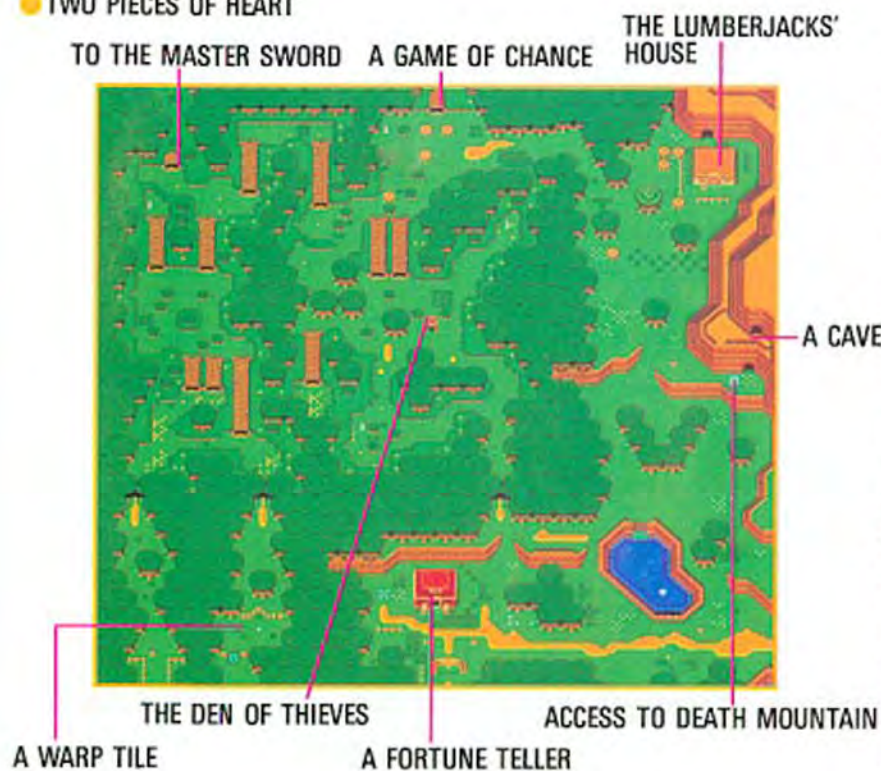 TWO PIECES OF HEART
TO THE MASTER SWORD
A GAME OF CHANCE
THE LUMBERJACKS'
HOUSE
A CAVE
THE DEN OF THIEVES
ACCESS TO DEATH MOUNTAIN
A WARP TILE
A FORTUNE TELLER